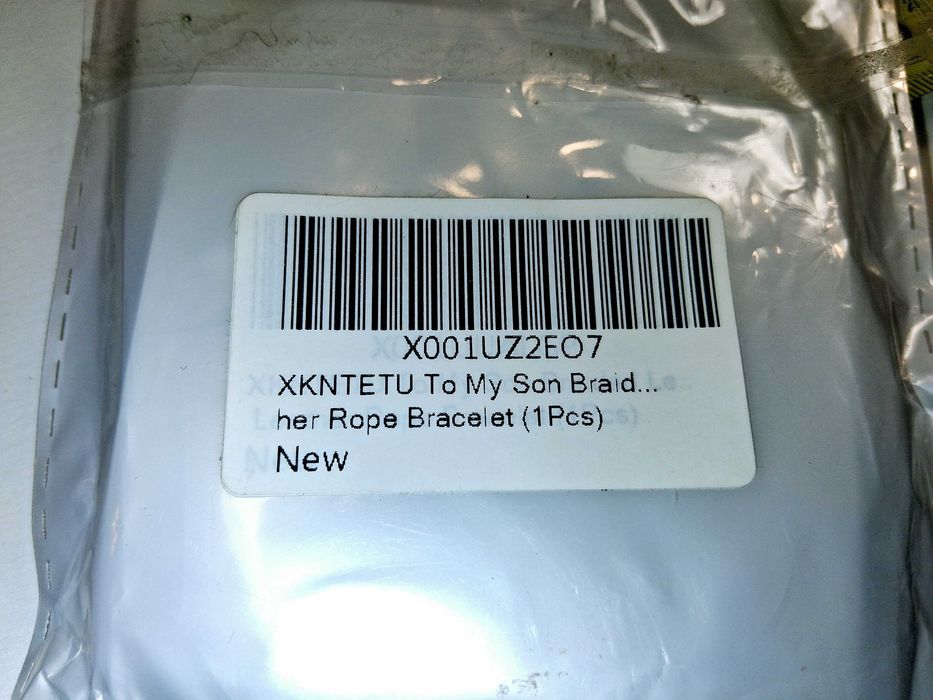 X001UZ2EO7
XKNTETU To My Son Braid...
her Rope Bracelet (1Pcs)
New